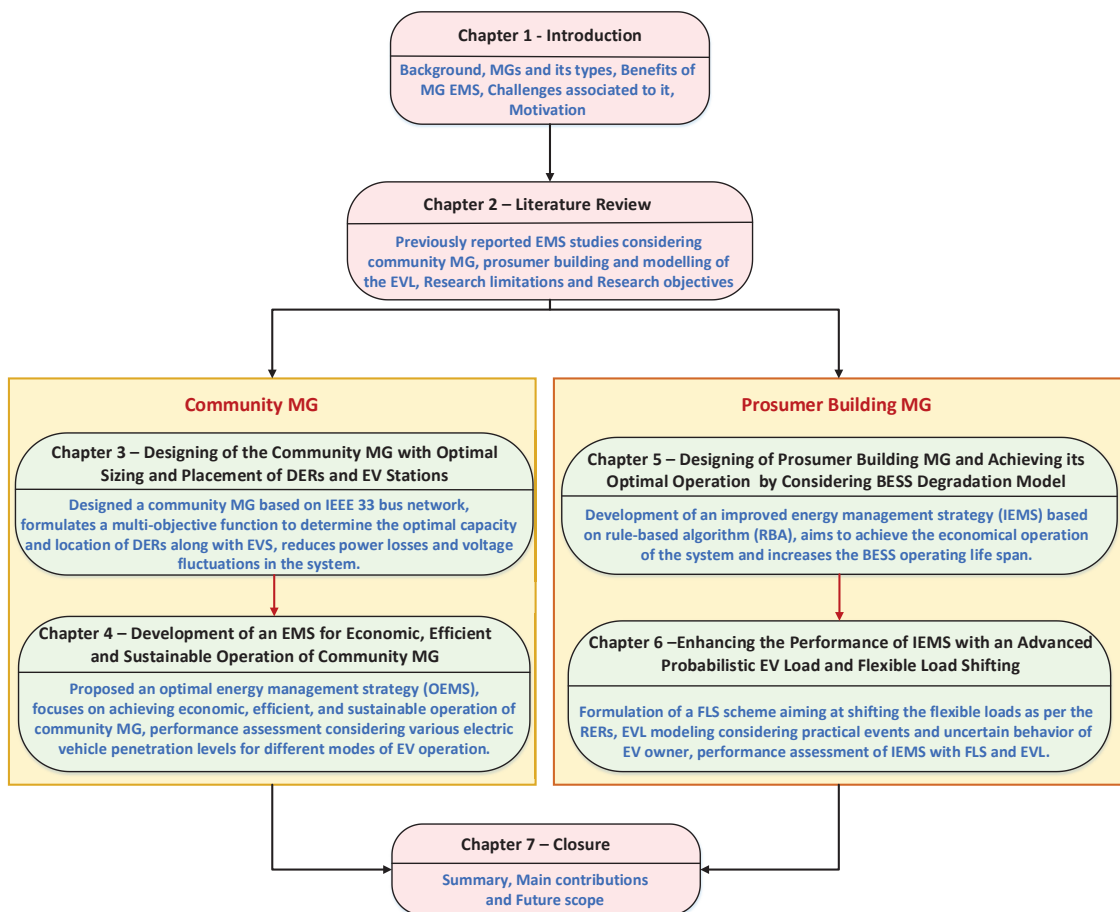 Chapter 1 - Introduction
Background, MGs and its types, Benefits of
MG EMS, Challenges associated to it,
Motivation
Chapter 2 – Literature Review
Previously reported EMS studies considering
community MG, prosumer building and modelling of
the EVL, Research limitations and Research objectives
Community MG
Chapter 3 – Designing of the Community MG with Optimal
Sizing and Placement of DERs and EV Stations
Designed a community MG based on IEEE 33 bus network,
formulates a multi-objective function to determine the optimal capacity
and location of DERs along with EVS, reduces power losses and voltage
fluctuations in the system.
Chapter 4 – Development of an EMS for Economic, Efficient
and Sustainable Operation of Community MG
Proposed an optimal energy management strategy (OEMS),
focuses on achieving economic, efficient, and sustainable operation of
community MG, performance assessment considering various electric
vehicle penetration levels for different modes of EV operation.
Prosumer Building MG
Chapter 5 – Designing of Prosumer Building MG and Achieving its
Optimal Operation by Considering BESS Degradation Model
Development of an improved energy management strategy (IEMS) based
on rule-based algorithm (RBA), aims to achieve the economical operation
of the system and increases the BESS operating life span.
Chapter 6 –Enhancing the Performance of IEMS with an Advanced
Probabilistic EV Load and Flexible Load Shifting
Formulation of a FLS scheme aiming at shifting the flexible loads as per the
RERs, EVL modeling considering practical events and uncertain behavior of
EV owner, performance assessment of IEMS with FLS and EVL.
Chapter 7 – Closure
Summary, Main contributions
and Future scope